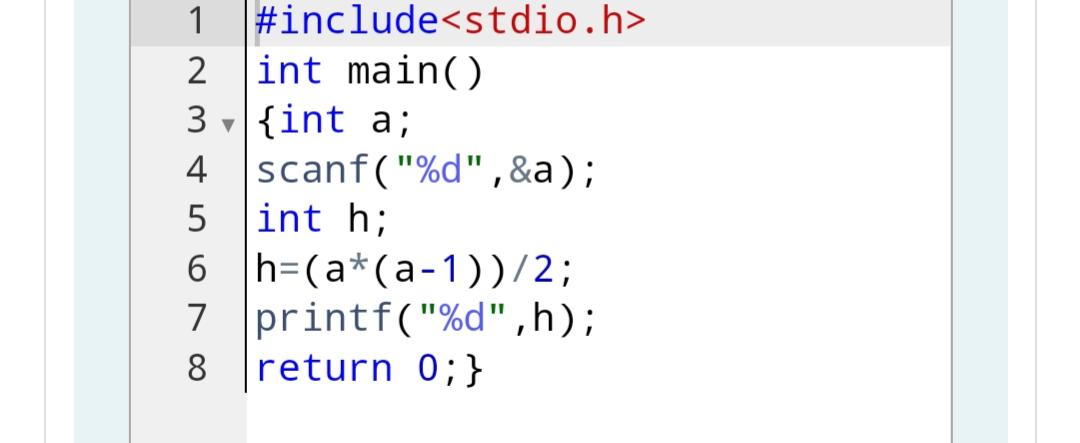 1 #include<stdio.h>
2 int main()
3 {int a;
4 scanf("%d",&a);
5 int h;
6 h=(a*(a-1))/2;
7 printf("%d",h);
8 return 0;}